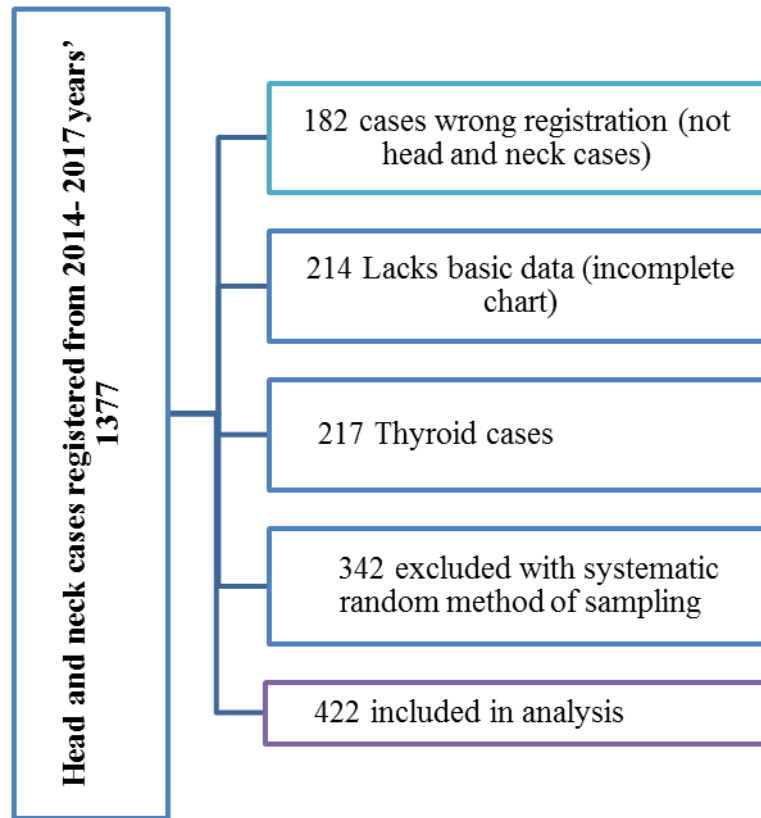 Head and neck cases registered from 2014- 2017 years’
1377
182 cases wrong registration (not
head and neck cases)
214 Lacks basic data (incomplete
chart)
217 Thyroid cases
342 excluded with systematic
random method of sampling
422 included in analysis